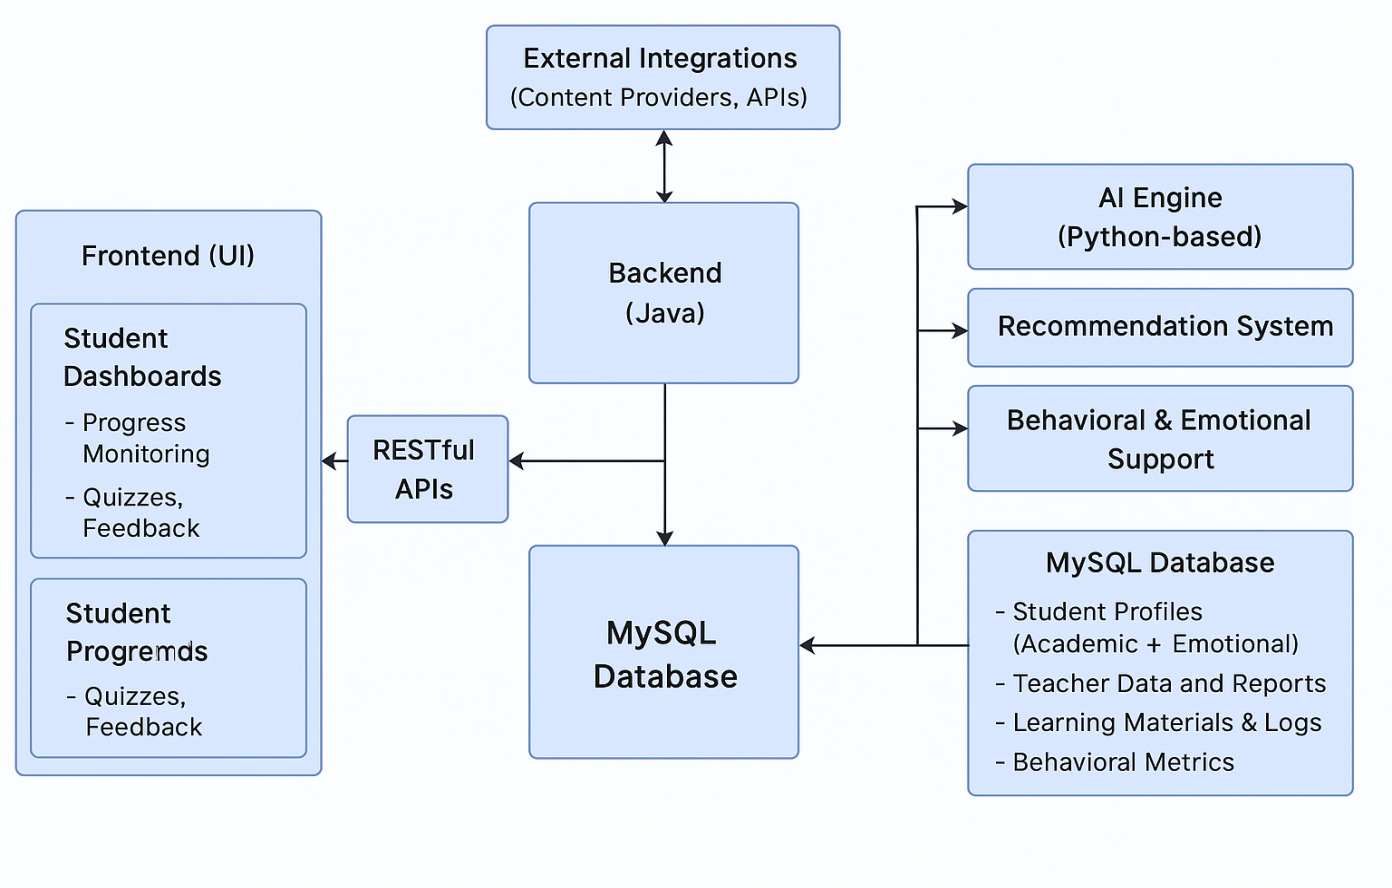 External Integrations
(Content Providers, APIs)
Backend
(Java)
Frontend (UI)
Student
Dashboards
- Progress
Monitoring
- Quizzes,
Feedback
Student
Progremds
- Quizzes,
Feedback
RESTful
APIs
MySQL
Database
AI Engine
(Python-based)
Recommendation System
Behavioral & Emotional
Support
MySQL Database
- Student Profiles
(Academic + Emotional)
- Teacher Data and Reports
- Learning Materials & Logs
- Behavioral Metrics